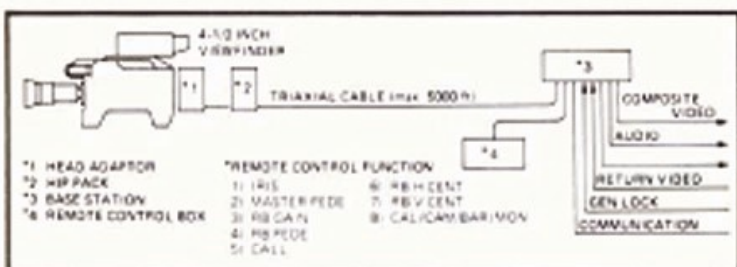 4-1/2 INCH
VIEWFINDER
*1
*2
*3
*4
TRIAXIAL CABLE (max. 5000 ft)
COMPOSITE
VIDEO
AUDIO
RETURN VIDEO
GEN LOCK
COMMUNICATION
*1 HEAD ADAPTOR
*2 HIP PACK
*3 BASE STATION
*4 REMOTE CONTROL BOX
*REMOTE CONTROL FUNCTION
1) IRIS
2) MASTER PEDE
3) RB GAIN
4) RB PEDE
5) CALL
6) RB H CENT
7) RB V CENT
8) CAL/CAM/BAR/MON